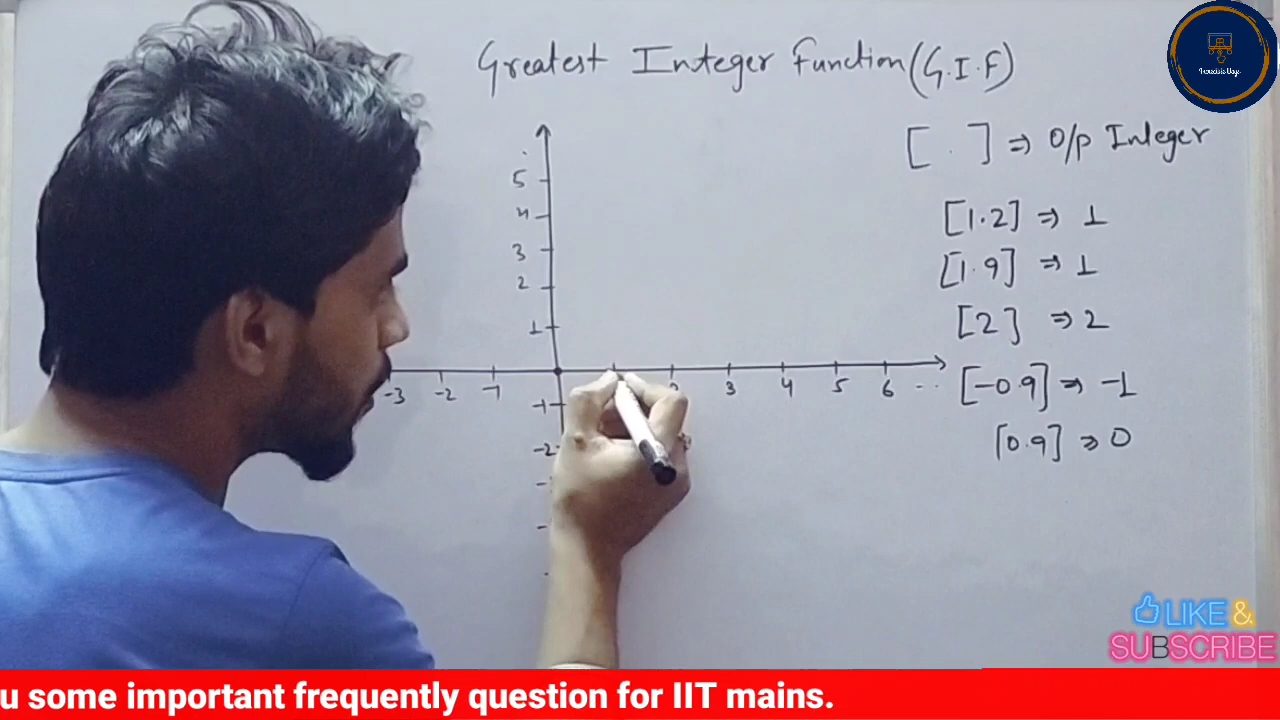 Greatest Integer Function (G.I.F)
[ . ] ⇒ O/p Integer
5
4
3
2
1
[1.2] ⇒ 1
[1.9] ⇒ 1
[2] ⇒ 2
-3 -2 -1 2 3 4 5 6 ...
-1
-2
[-0.9] ⇒ -1
[0.9] ⇒ 0
LIKE &
SUBSCRIBE
u some important frequently question for IIT mains.